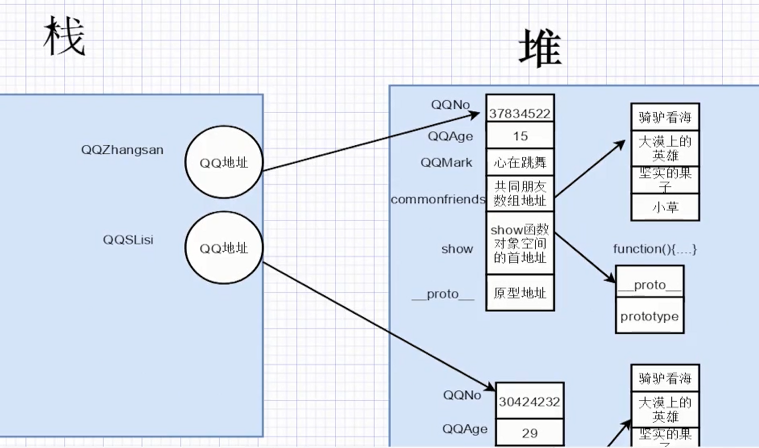 栈
堆
QQZhangsan
QQ地址
QQSLisi
QQ地址
QQNo
37834522
QQAge
15
QQMark
心在跳舞
commonfriends
共同朋友
数组地址
show
show函数
对象空间
的首地址
__proto__
原型地址
骑驴看海
大漠上的
英雄
坚实的果
子
小草
function(){....}
__proto__
prototype
QQNo
30424232
QQAge
29
骑驴看海
大漠上的
英雄
坚实的果
子